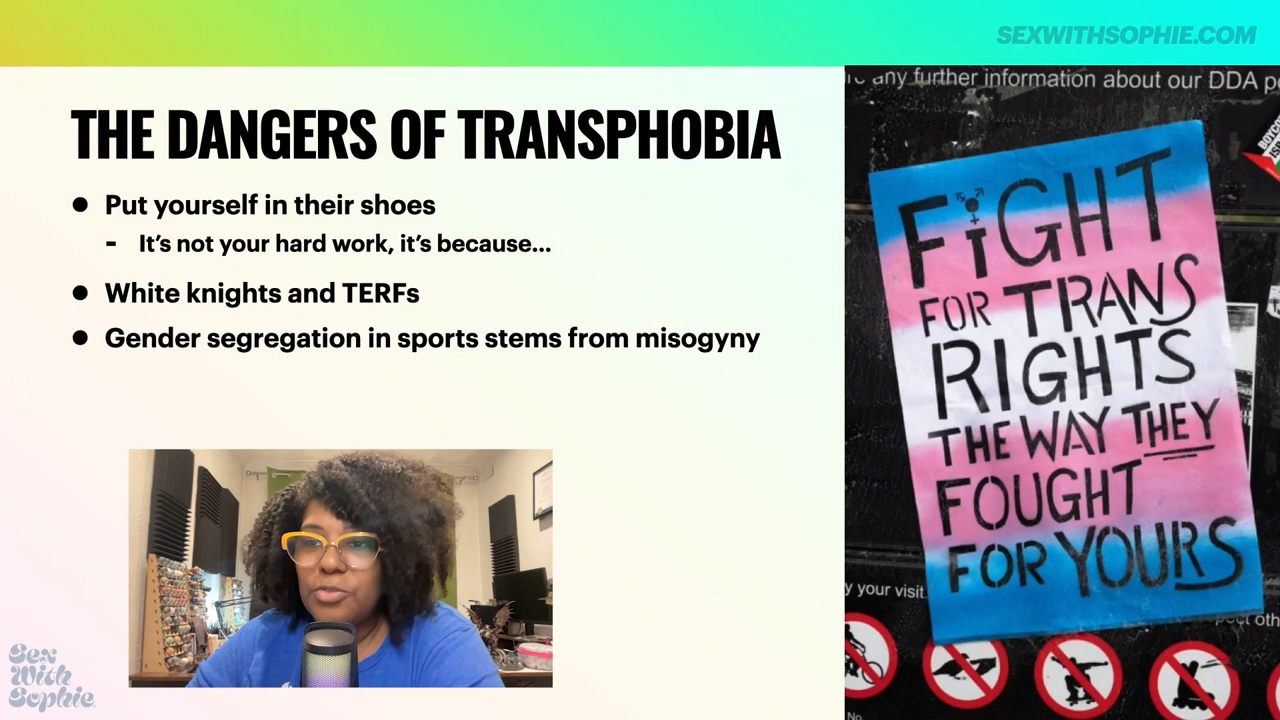 SEXWITHSOPHIE.COM
THE DANGERS OF TRANSPHOBIA
Put yourself in their shoes
It's not your hard work, it's because...
White knights and TERFs
Gender segregation in sports stems from misogyny
Sex
With
Sophie
any further information about our DDA
FiGHT
FOR TRANS
RIGHTS
THE WAY THEY
FOUGHT
FOR YOURS
your visit
No